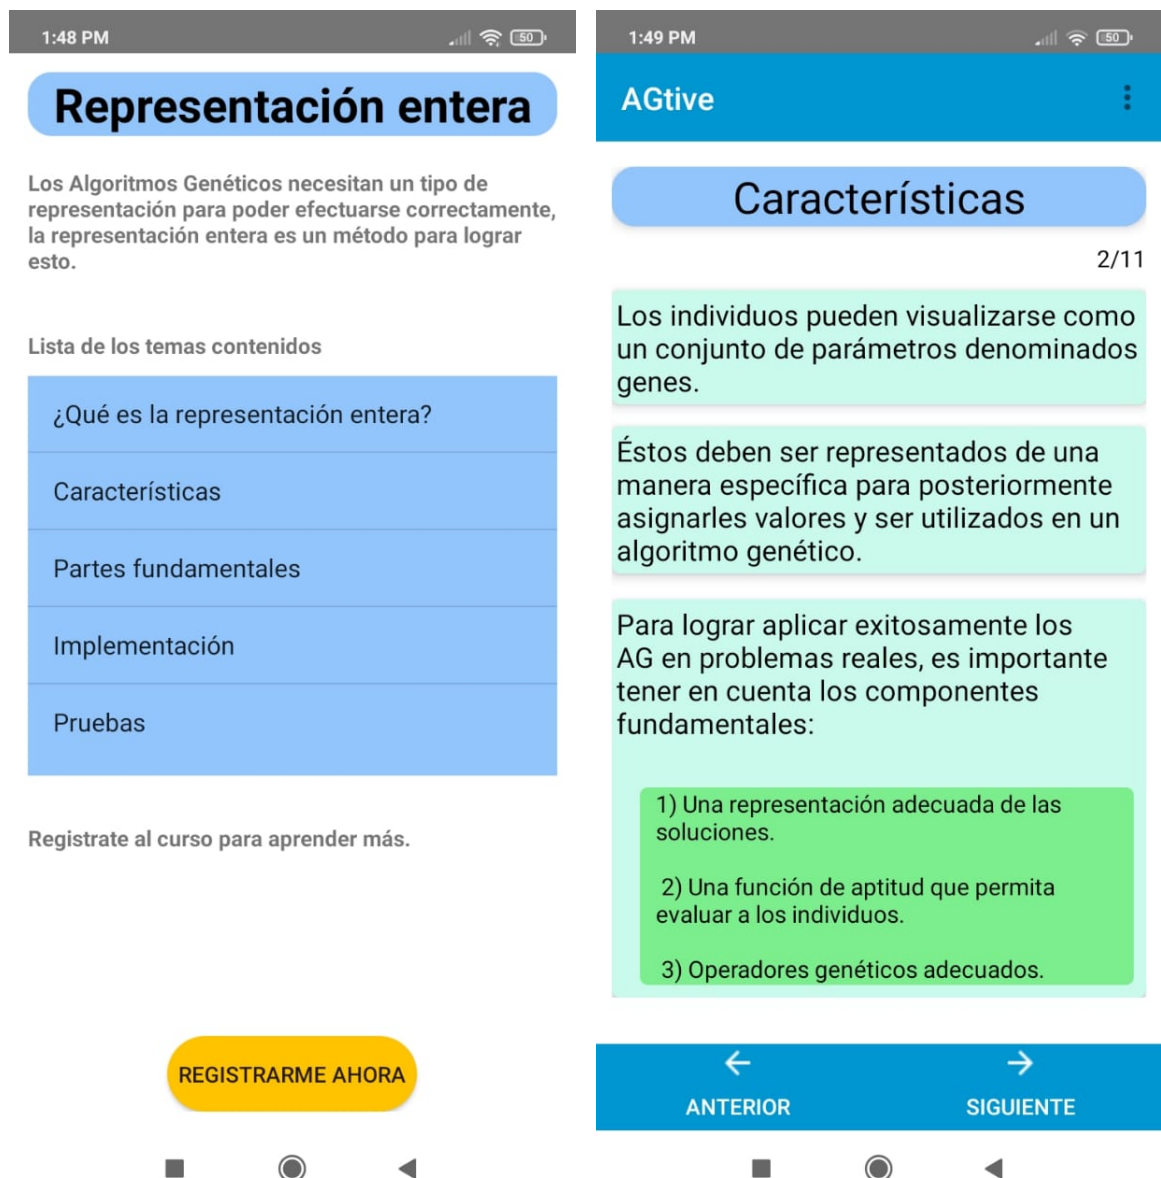 1:48 PM
50
Representación entera
Los Algoritmos Genéticos necesitan un tipo de
representación para poder efectuarse correctamente,
la representación entera es un método para lograr
esto.
Lista de los temas contenidos
¿Qué es la representación entera?
Características
Partes fundamentales
Implementación
Pruebas
Registrate al curso para aprender más.
REGISTRARME AHORA
1:49 PM
50
AGtive
Características
2/11
Los individuos pueden visualizarse como
un conjunto de parámetros denominados
genes.
Éstos deben ser representados de una
manera específica para posteriormente
asignarles valores y ser utilizados en un
algoritmo genético.
Para lograr aplicar exitosamente los
AG en problemas reales, es importante
tener en cuenta los componentes
fundamentales:
1) Una representación adecuada de las
soluciones.
2) Una función de aptitud que permita
evaluar a los individuos.
3) Operadores genéticos adecuados.
ANTERIOR
SIGUIENTE